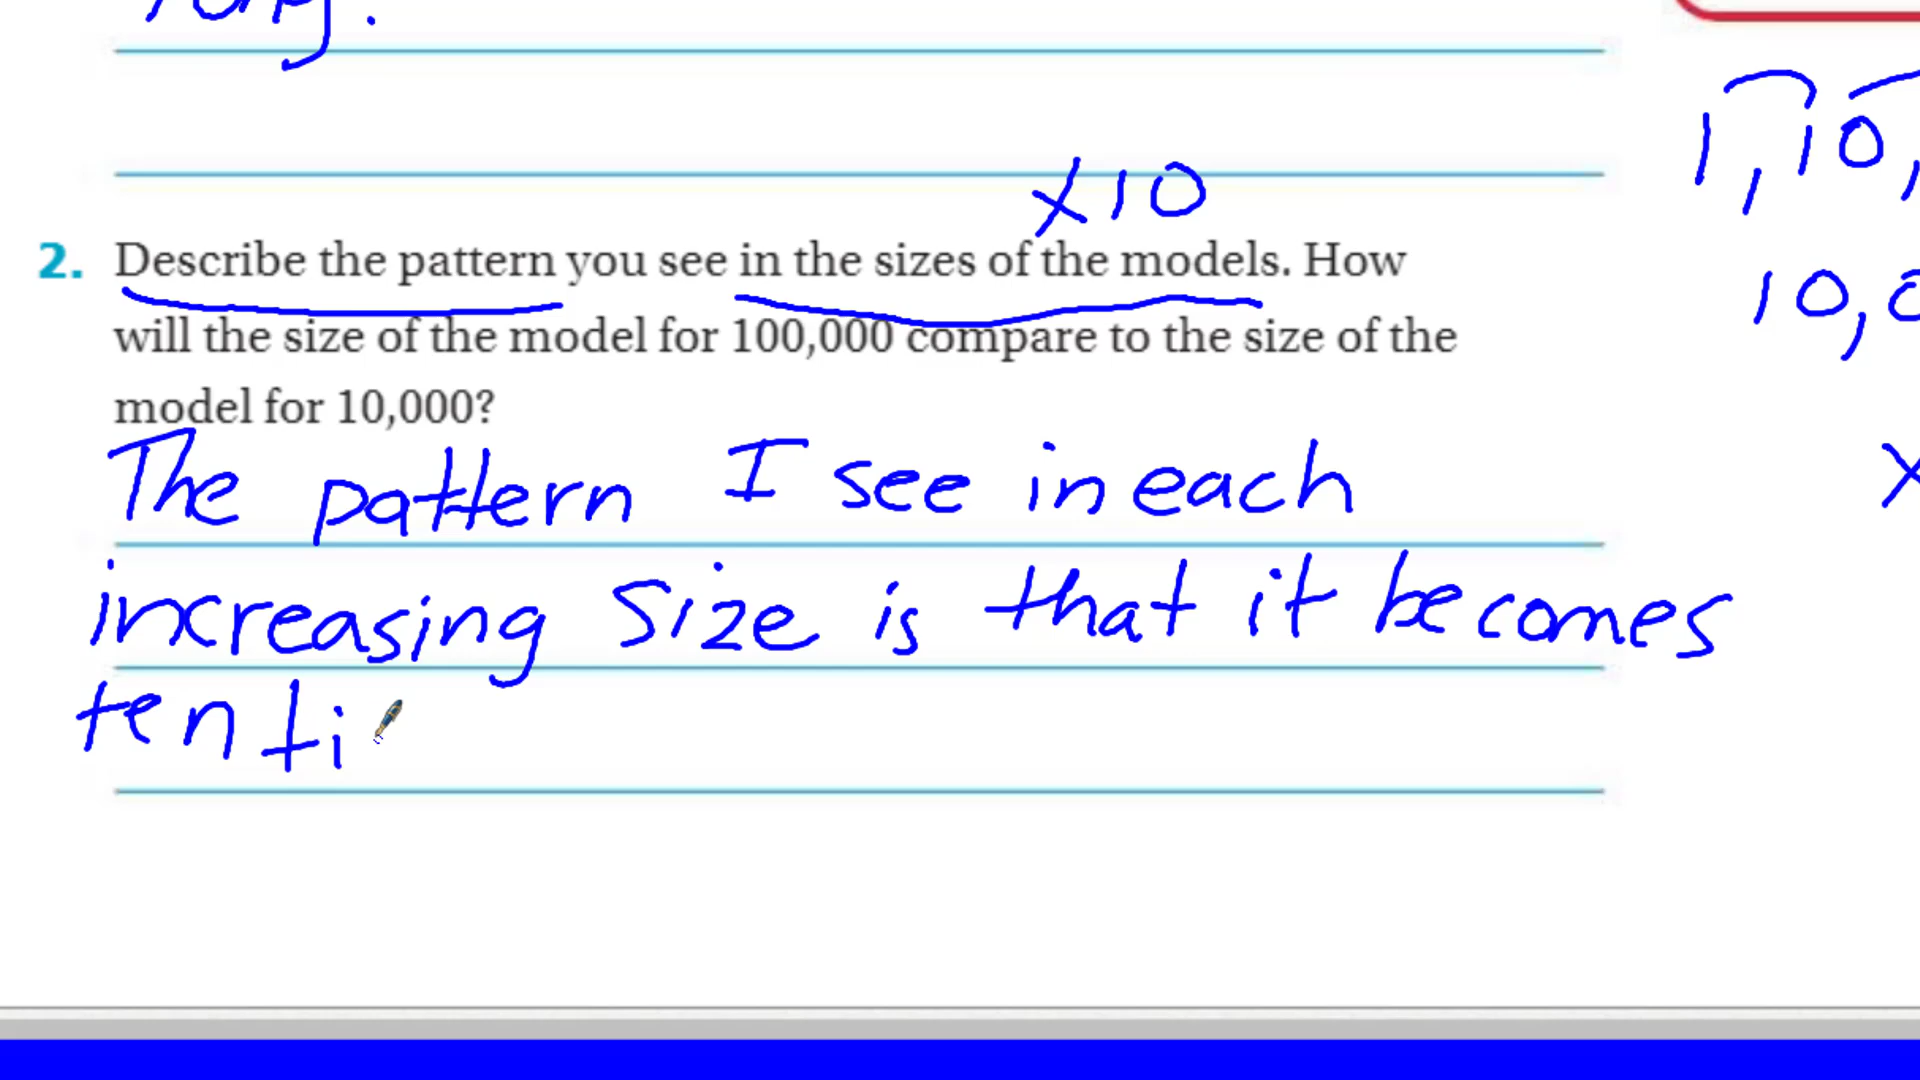 ×10
1, 10,
2. Describe the pattern you see in the sizes of the models. How
will the size of the model for 100,000 compare to the size of the
model for 10,000?
10,0
The pattern I see in each
x
increasing size is that it becomes
ten ti